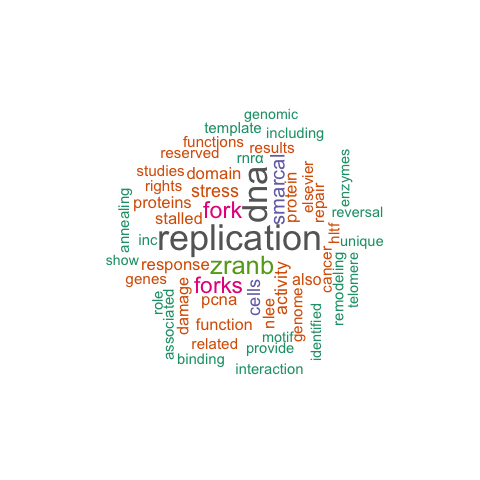 genomic
template including
functions results
reserved rnrα
studies domain
rights stress
proteins fork
stalled
dna
smarcal
protein
elsevier
repair
enzymes
reversal
annealing
inc replication hltf unique
show response zranb
genes forks
activity also
cancer
remodeling
telomere
role
associated
damage
pcna cells
nlee
genome
function
motif
identified
related provide
binding
interaction